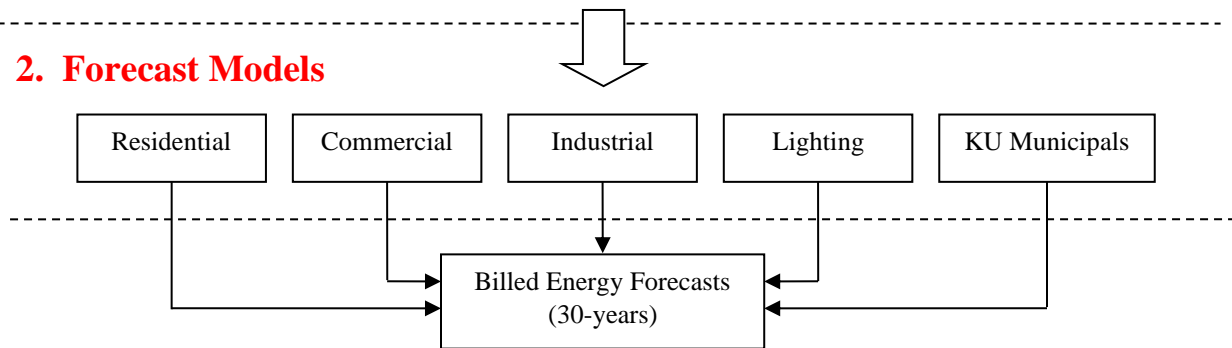 2. Forecast Models
Residential
Commercial
Industrial
Lighting
KU Municipals
Billed Energy Forecasts
(30-years)